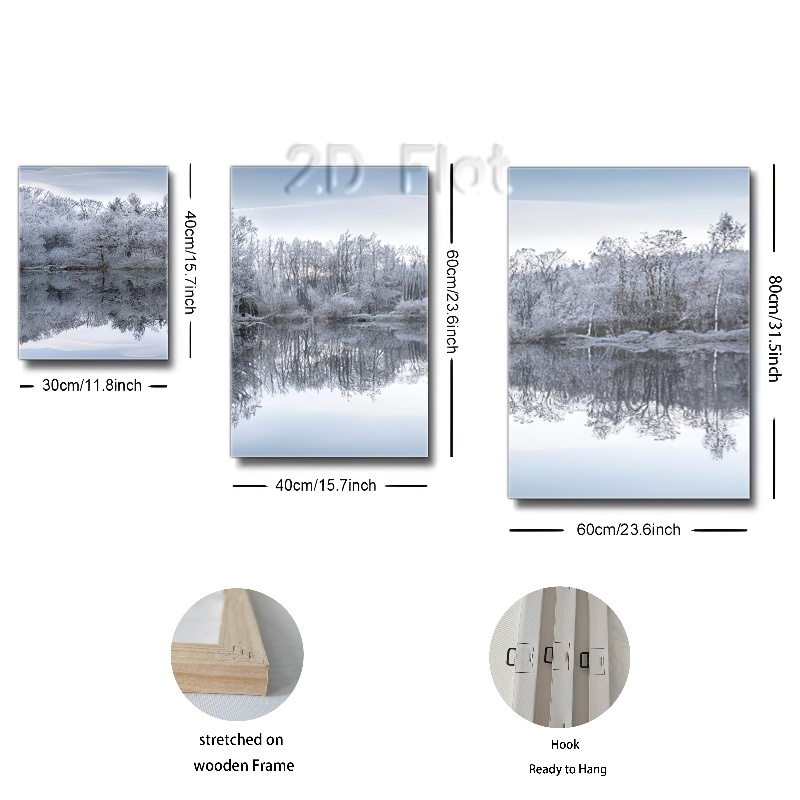 2D Flat
40cm/15.7inch
30cm/11.8inch
60cm/23.6inch
40cm/15.7inch
80cm/31.5inch
60cm/23.6inch
stretched on
wooden Frame
Hook
Ready to Hang